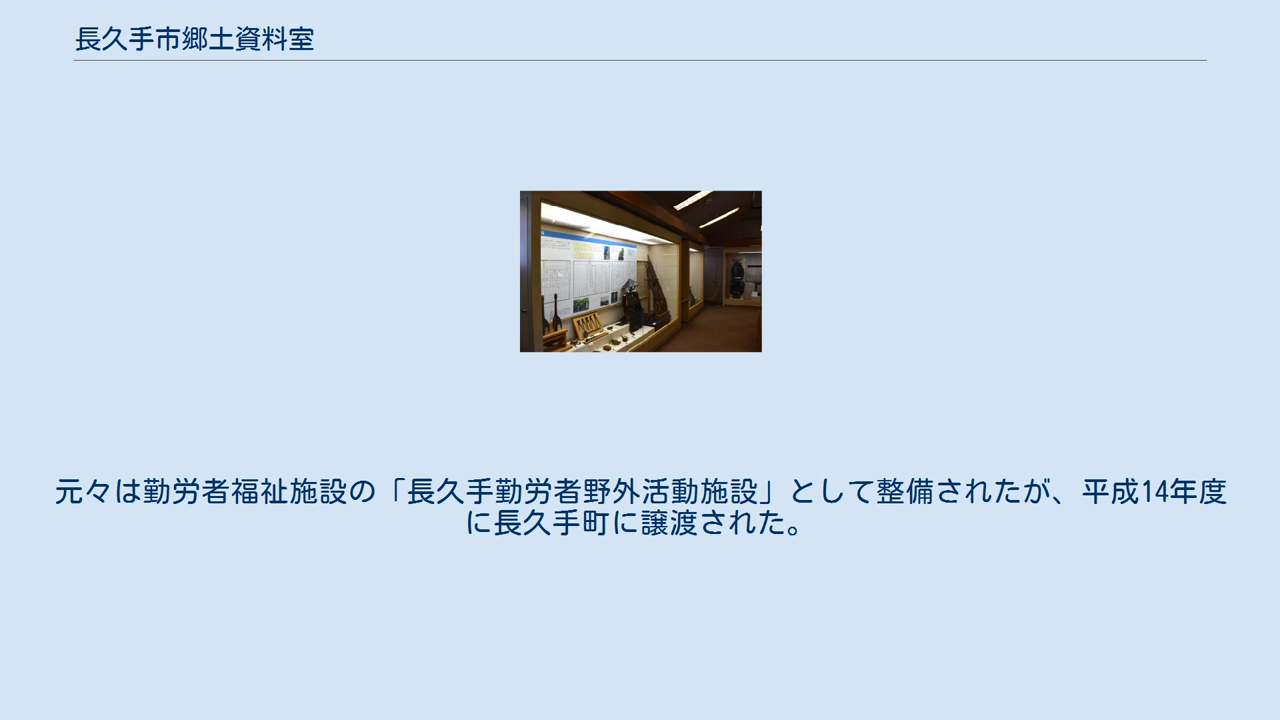 長久手市郷土資料室
元々は勤労者福祉施設の「長久手勤労者野外活動施設」として整備されたが、平成14年度
に長久手町に譲渡された。